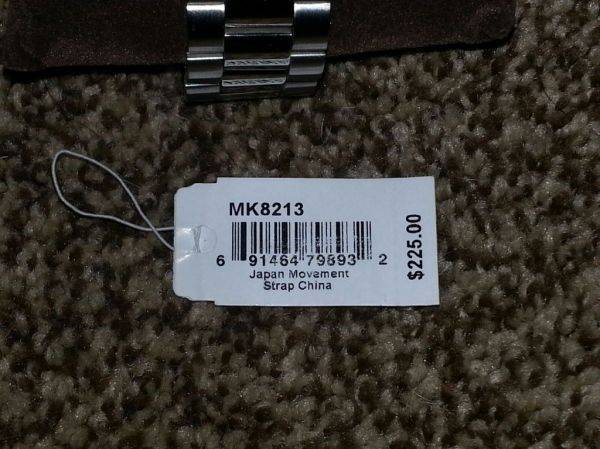 MK8213
6 91464 79893 2
Japan Movement
Strap China
$225.00